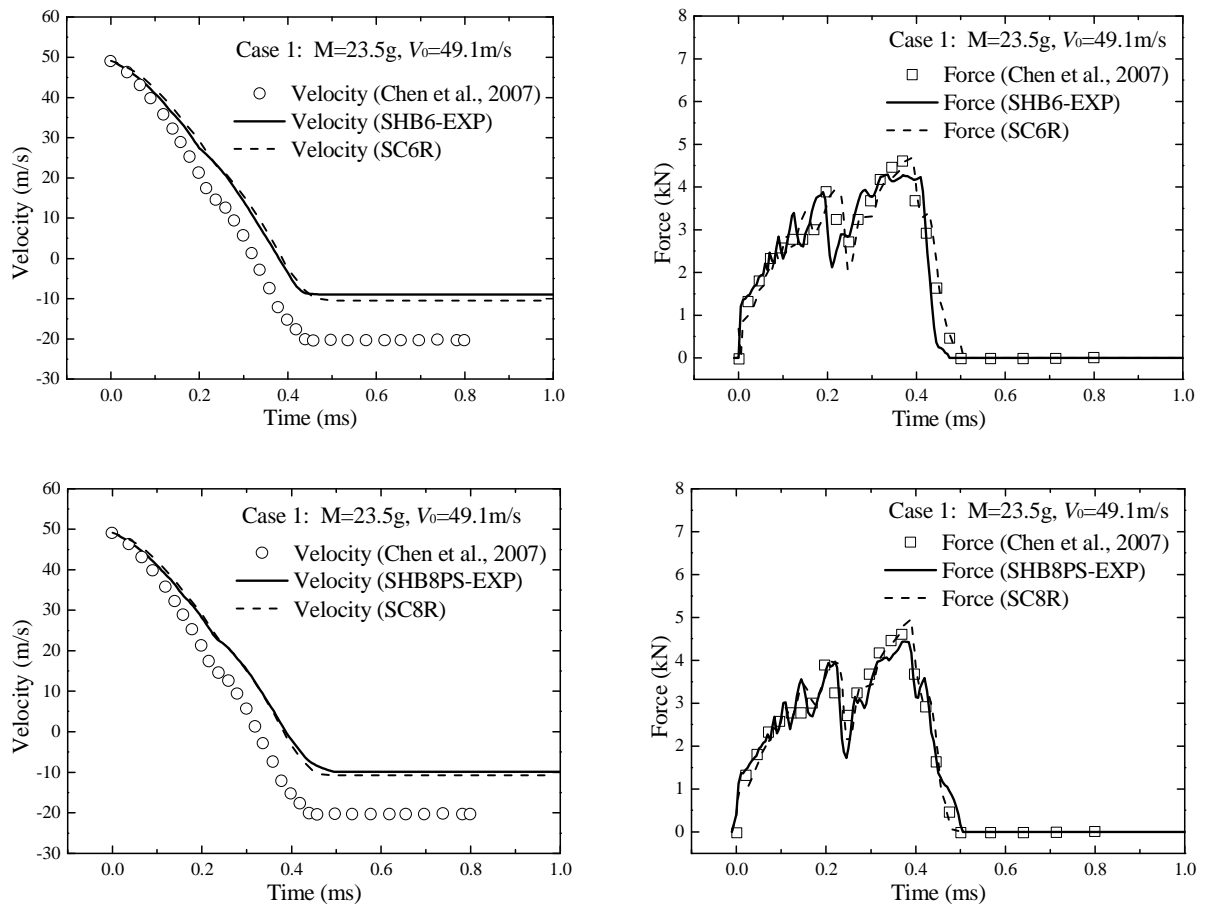 60
50
40
30
20
10
0
-10
-20
-30
Velocity (m/s)
Case 1: M=23.5g, V0=49.1m/s
Velocity (Chen et al., 2007)
Velocity (SHB6-EXP)
Velocity (SC6R)
0.0 0.2 0.4 0.6 0.8 1.0
Time (ms)
8
7
6
5
4
3
2
1
0
Force (kN)
Case 1: M=23.5g, V0=49.1m/s
Force (Chen et al., 2007)
Force (SHB6-EXP)
Force (SC6R)
0.0 0.2 0.4 0.6 0.8 1.0
Time (ms)
60
50
40
30
20
10
0
-10
-20
-30
Velocity (m/s)
Case 1: M=23.5g, V0=49.1m/s
Velocity (Chen et al., 2007)
Velocity (SHB8PS-EXP)
Velocity (SC8R)
0.0 0.2 0.4 0.6 0.8 1.0
Time (ms)
8
7
6
5
4
3
2
1
0
Force (kN)
Case 1: M=23.5g, V0=49.1m/s
Force (Chen et al., 2007)
Force (SHB8PS-EXP)
Force (SC8R)
0.0 0.2 0.4 0.6 0.8 1.0
Time (ms)